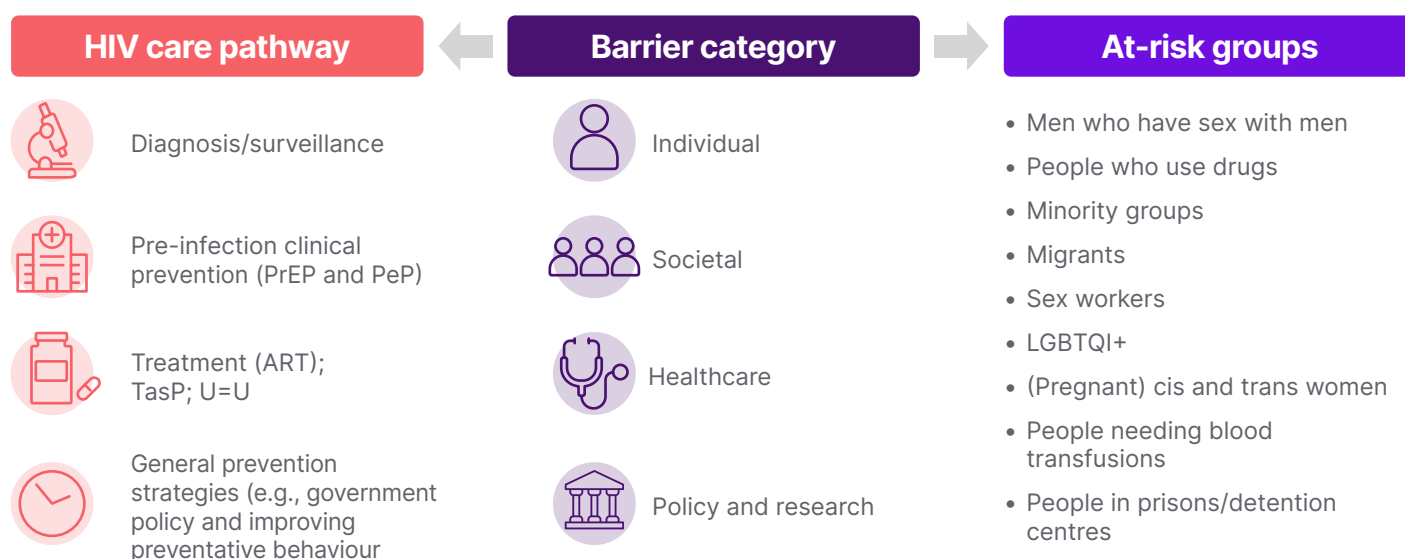 HIV care pathway
Diagnosis/surveillance
Pre-infection clinical
prevention (PrEP and PeP)
Treatment (ART);
TasP; U=U
General prevention
strategies (e.g., government
policy and improving
preventative behaviour
Barrier category
Individual
Societal
Healthcare
Policy and research
At-risk groups
• Men who have sex with men
• People who use drugs
• Minority groups
• Migrants
• Sex workers
• LGBTQI+
• (Pregnant) cis and trans women
• People needing blood
transfusions
• People in prisons/detention
centres